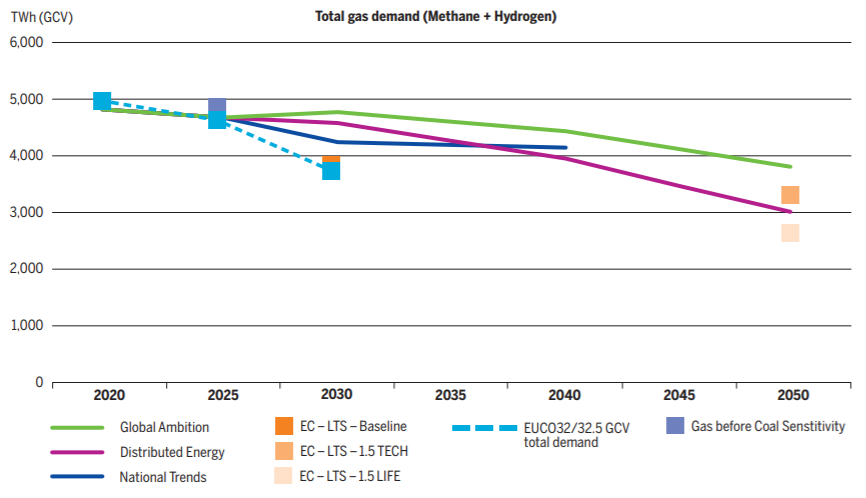 TWh (GCV)
Total gas demand (Methane + Hydrogen)
6,000
5,000
4,000
3,000
2,000
1,000
0
2020 2025 2030 2035 2040 2045 2050
Global Ambition
Distributed Energy
National Trends
EC – LTS – Baseline
EC – LTS – 1.5 TECH
EC – LTS – 1.5 LIFE
EUCO32/32.5 GCV
total demand
Gas before Coal Sensitivity